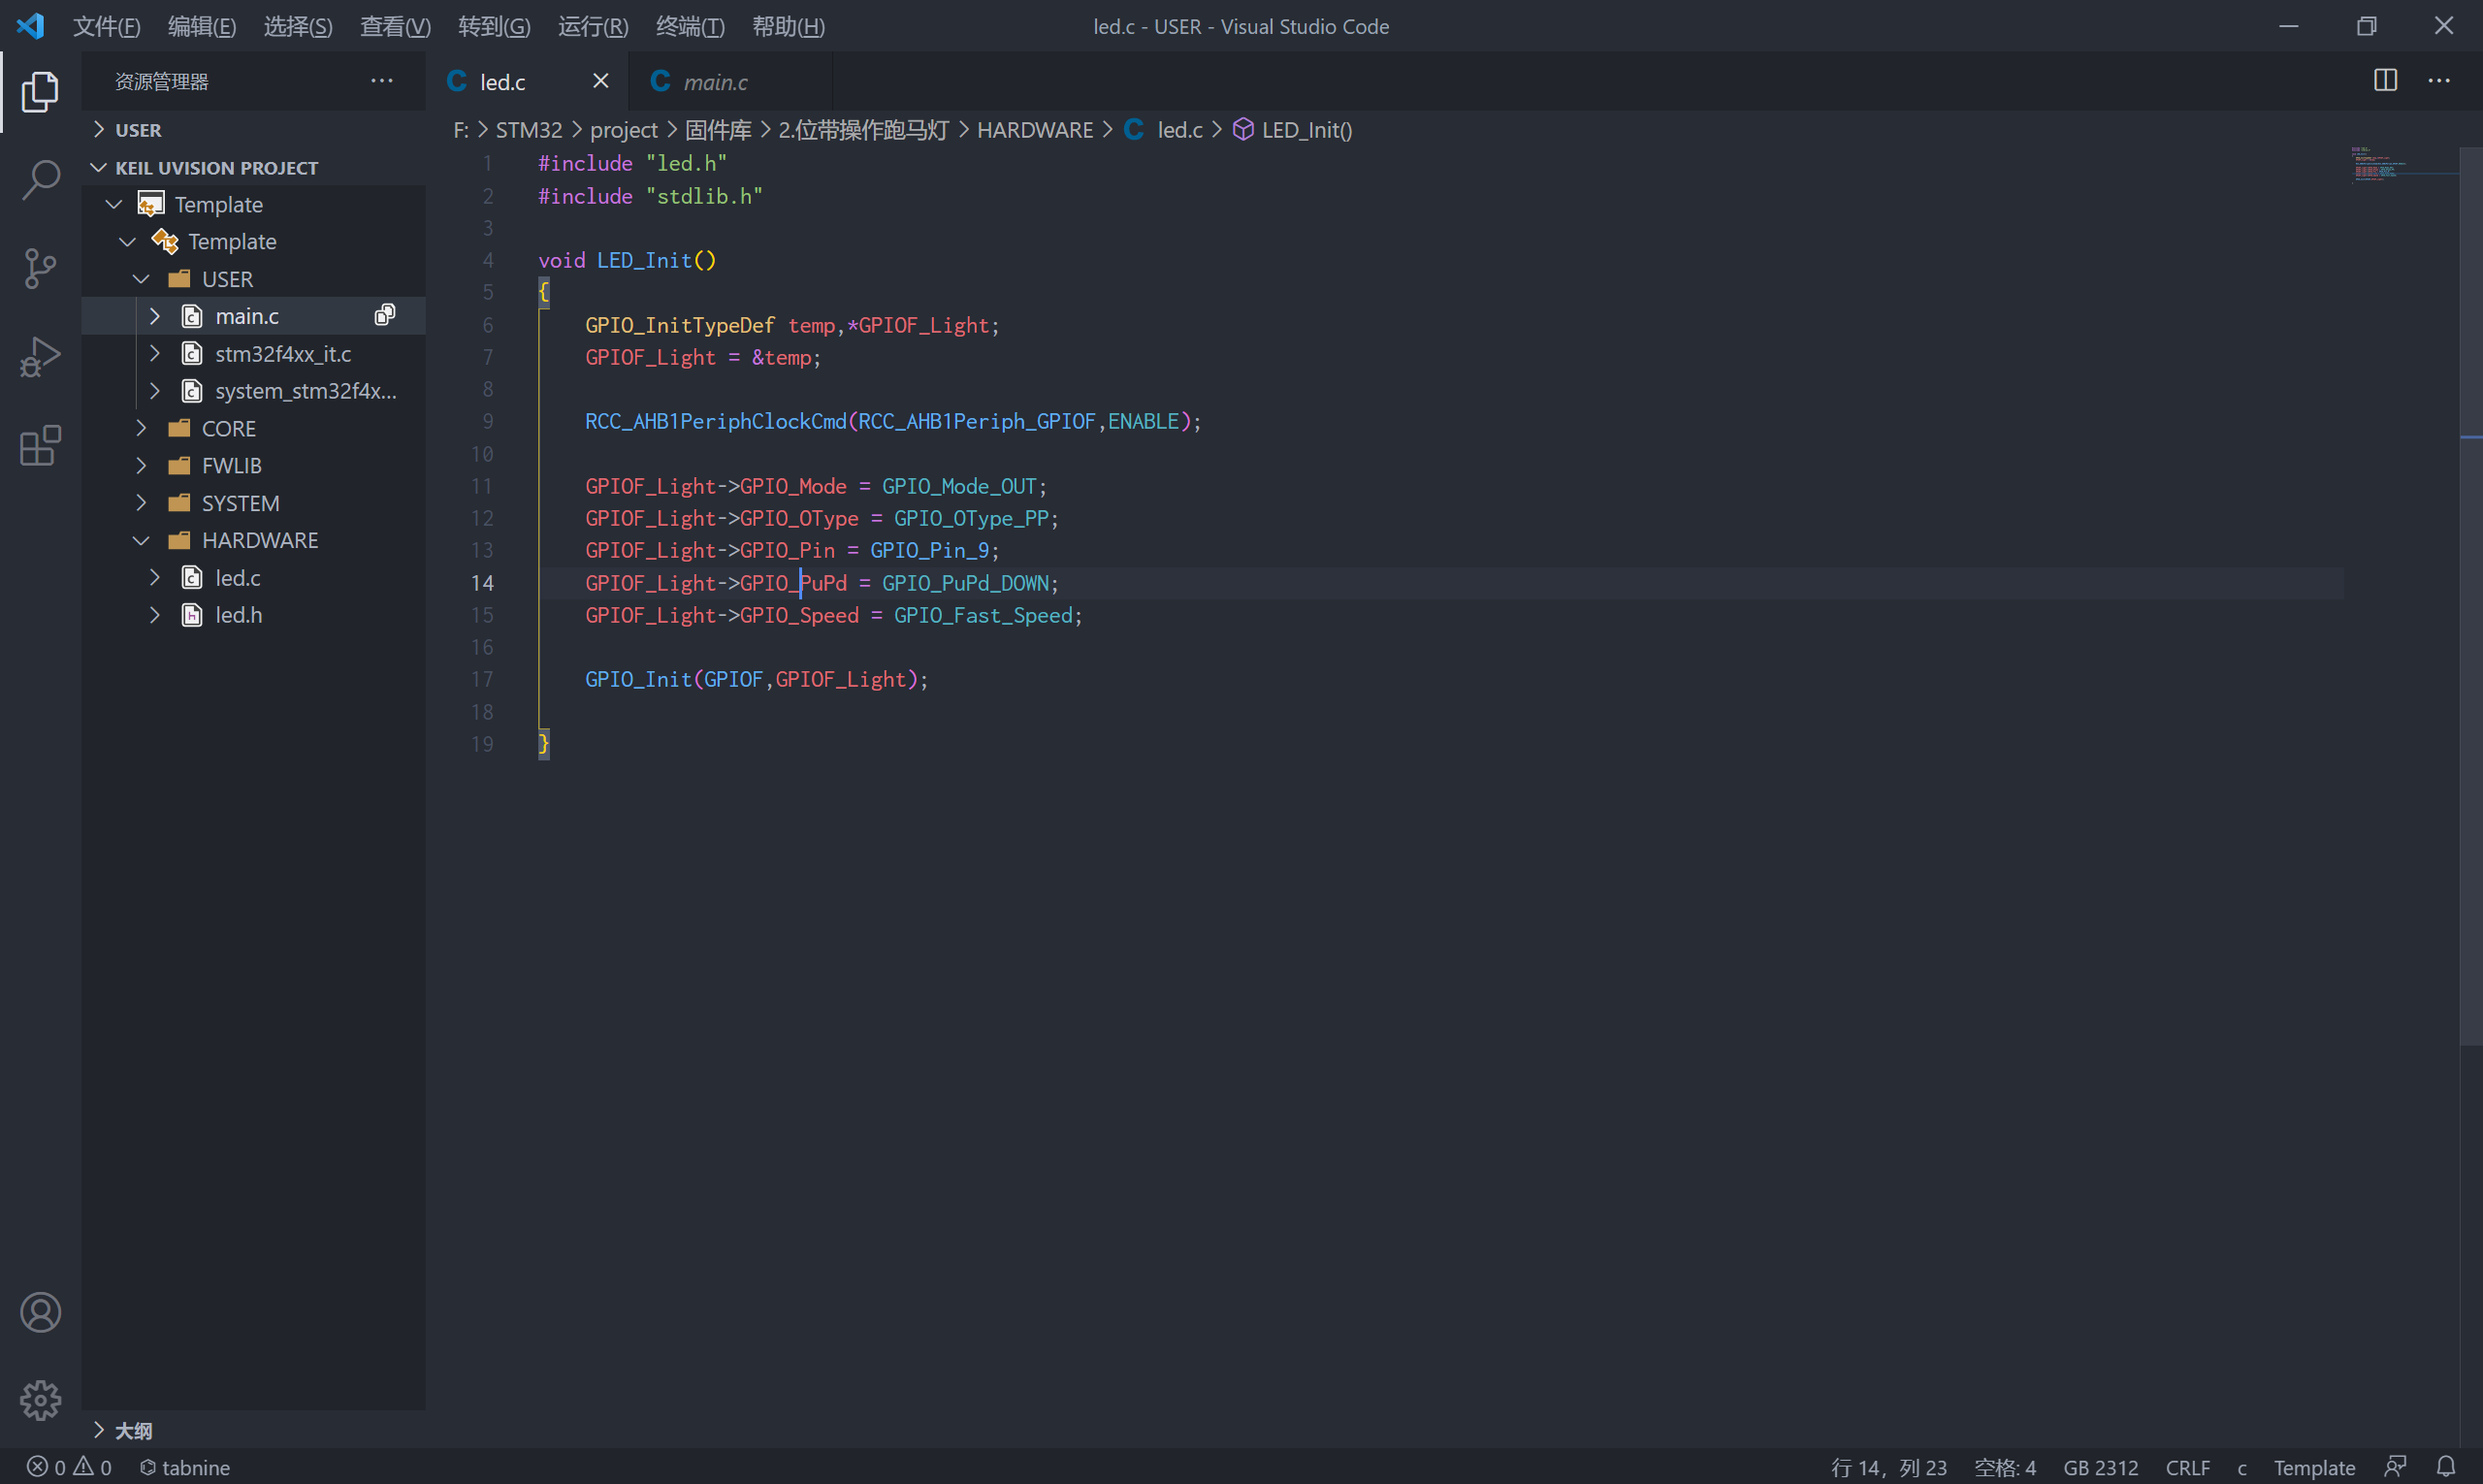 文件(F) 编辑(E) 选择(S) 查看(V) 转到(G) 运行(R) 终端(T) 帮助(H) led.c - USER - Visual Studio Code
资源管理器 ···
USER
KEIL UVISION PROJECT
Template
Template
USER
main.c
stm32f4xx_it.c
system_stm32f4x...
CORE
FWLIB
SYSTEM
HARDWARE
led.c
led.h
大纲
C led.c C main.c
F: > STM32 > project > 固件库 > 2.位带操作跑马灯 > HARDWARE > C led.c > LED_Init()
1 #include "led.h"
2 #include "stdlib.h"
3
4 void LED_Init()
5 {
6 GPIO_InitTypeDef temp,*GPIOF_Light;
7 GPIOF_Light = &temp;
8
9 RCC_AHB1PeriphClockCmd(RCC_AHB1Periph_GPIOF,ENABLE);
10
11 GPIOF_Light->GPIO_Mode = GPIO_Mode_OUT;
12 GPIOF_Light->GPIO_OType = GPIO_OType_PP;
13 GPIOF_Light->GPIO_Pin = GPIO_Pin_9;
14 GPIOF_Light->GPIO_PuPd = GPIO_PuPd_DOWN;
15 GPIOF_Light->GPIO_Speed = GPIO_Fast_Speed;
16
17 GPIO_Init(GPIOF,GPIOF_Light);
18
19 }
0 0 tabnine 行 14，列 23 空格: 4 GB 2312 CRLF c Template